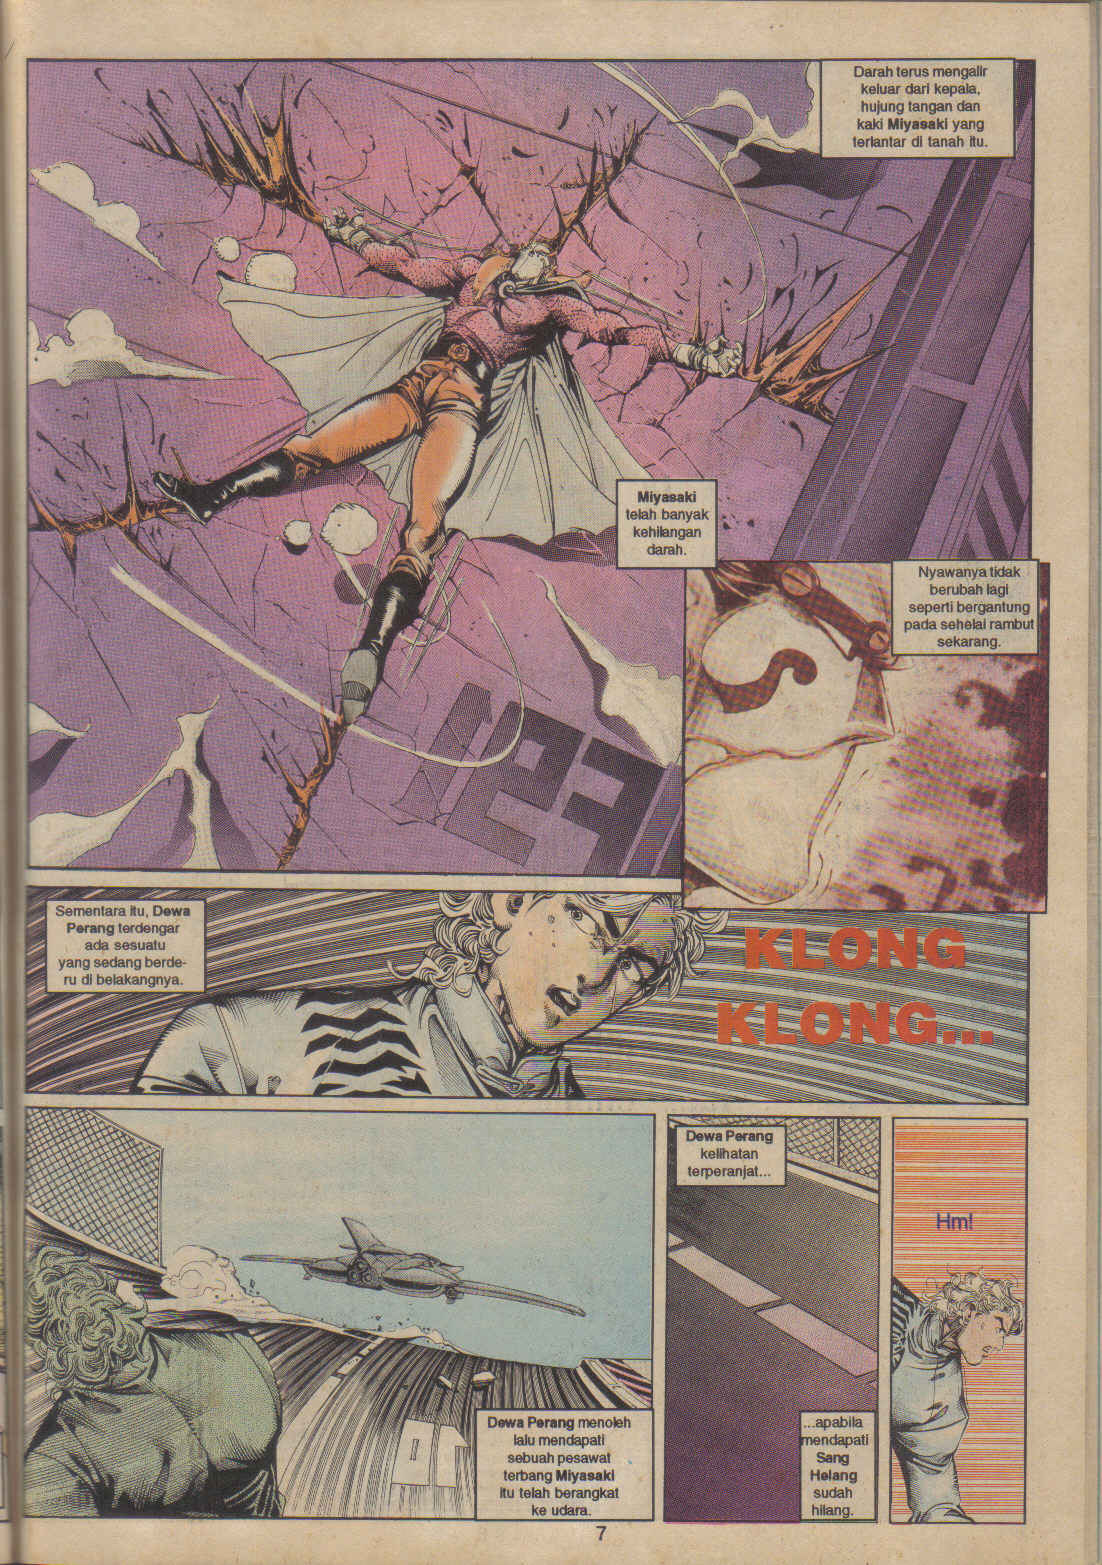 Darah terus mengalir
keluar dari kepala,
hujung tangan dan
kaki Miyasaki yang
terlantar di tanah itu.
Miyasaki
telah banyak
kehilangan
darah.
Nyawanya tidak
berubah lagi
seperti bergantung
pada sehelai rambut
sekarang.
Sementara itu, Dewa
Perang terdengar
ada sesuatu
yang sedang berde-
ru di belakangnya.
KLONG
KLONG...
Dewa Perang menoleh
lalu mendapati
sebuah pesawat
terbang Miyasaki
itu telah berangkat
ke udara.
Dewa Perang
kelihatan
terperanjat...
...apabila
mendapati
Sang
Helang
sudah
hilang.
Hm!
7